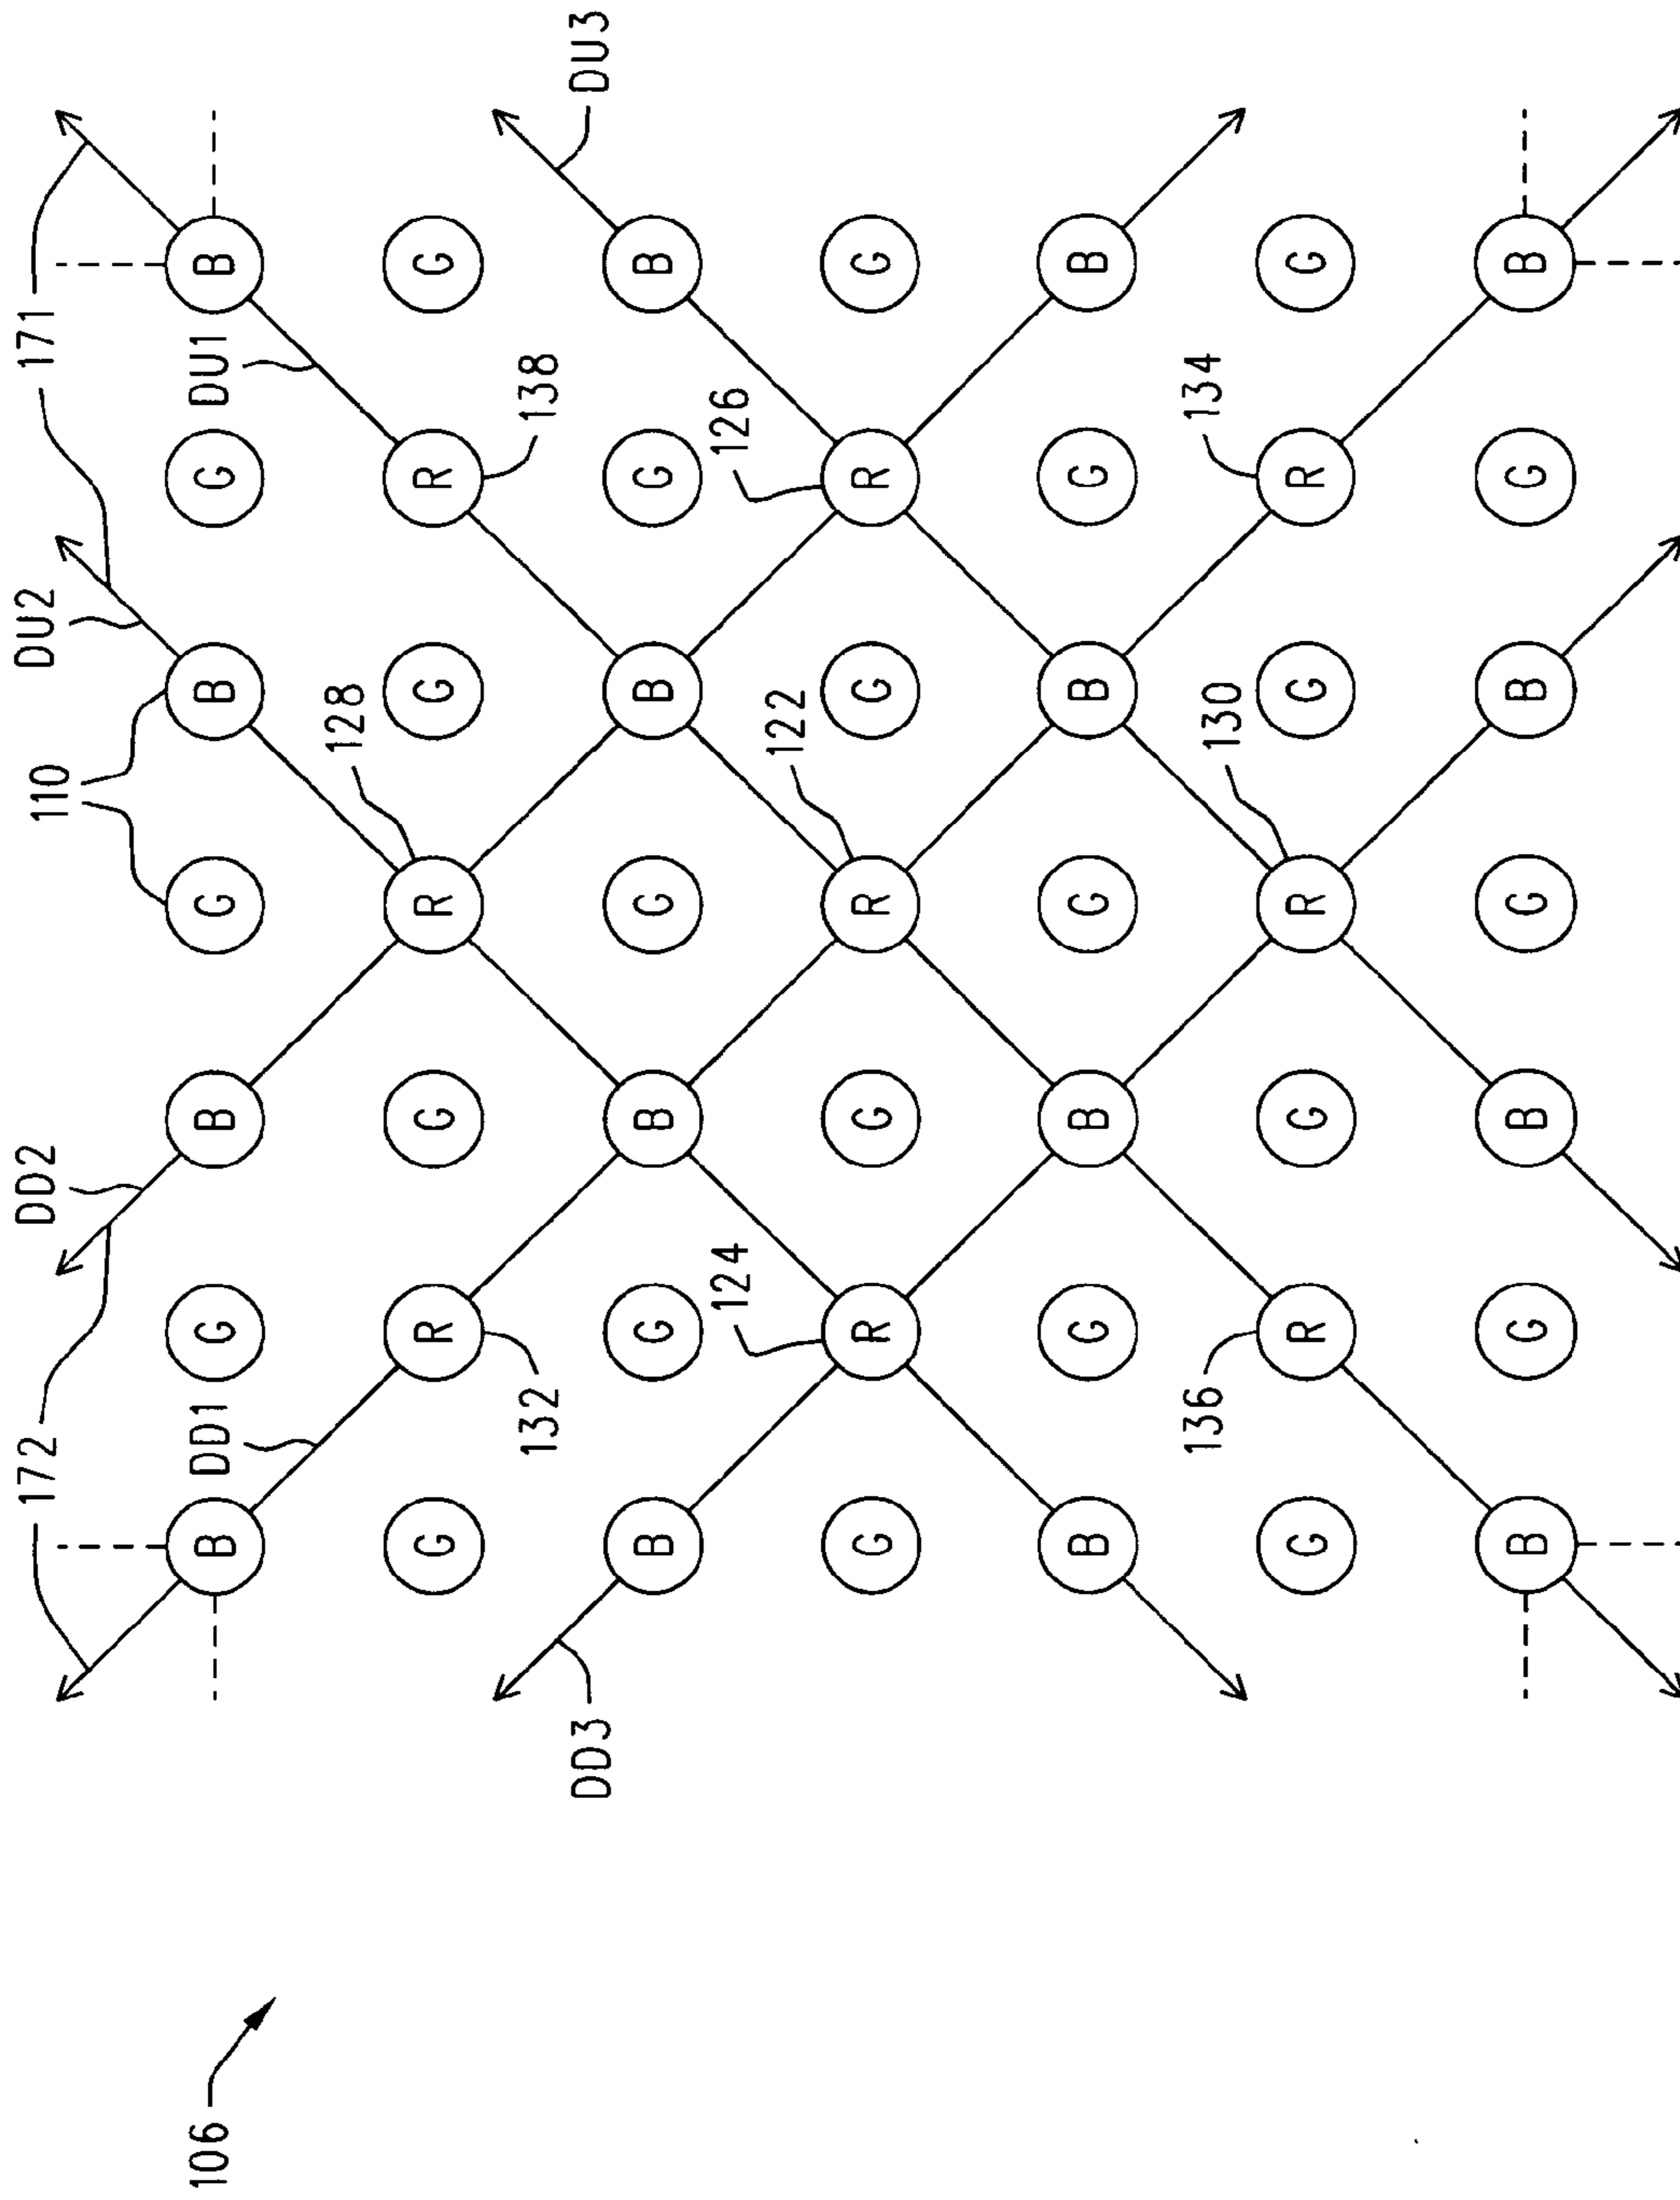 172 DD2 110 DU2 171
106
B DD1 G B G B G DU1 B
128
G R G R G R G
132 138
DD3 DU3
B G B G B G B
124 126
122
G R G R G R G
B G B G B G B
136 130 134
G R G R G R G
B G B G B G B